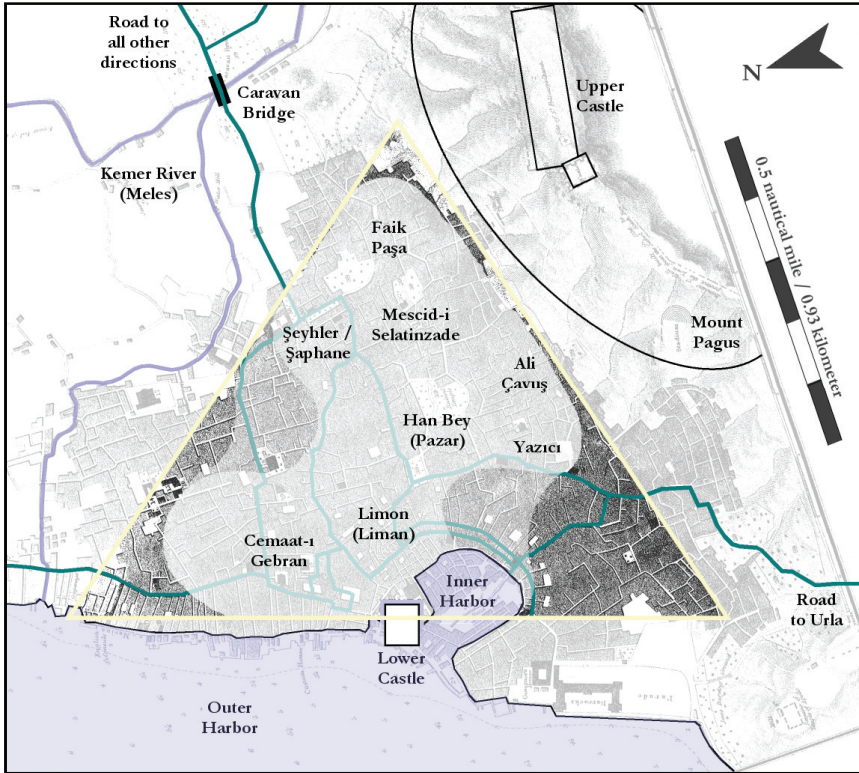 Road to
all other
directions
Caravan
Bridge
Upper
Castle
N
Kemer River
(Meles)
0.5 nautical mile / 0.93 kilometer
Faik
Paşa
Şeyhler /
Şaphane
Mescid-i
Selatinzade
Mount
Pagus
Ali
Çavuş
Han Bey
(Pazar)
Yazıcı
Limon
(Liman)
Cemaat-ı
Gebran
Inner
Harbor
Road
to Urla
Lower
Castle
Outer
Harbor
Parade
Barracks